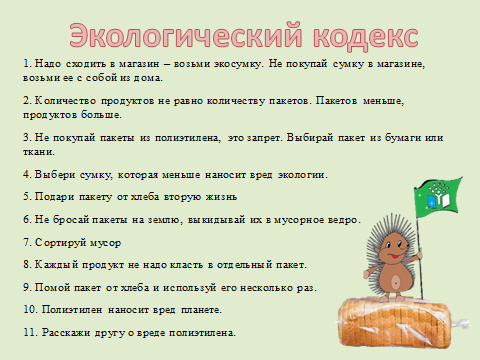 Экологический кодекс
1. Надо сходить в магазин – возьми экосумку. Не покупай сумку в магазине,
возьми ее с собой из дома.
2. Количество продуктов не равно количеству пакетов. Пакетов меньше,
продуктов больше.
3. Не покупай пакеты из полиэтилена, это запрет. Выбирай пакет из бумаги или
ткани.
4. Выбери сумку, которая меньше наносит вред экологии.
5. Подари пакету от хлеба вторую жизнь
6. Не бросай пакеты на землю, выкидывай их в мусорное ведро.
7. Сортируй мусор
8. Каждый продукт не надо класть в отдельный пакет.
9. Помой пакет от хлеба и используй его несколько раз.
10. Полиэтилен наносит вред планете.
11. Расскажи другу о вреде полиэтилена.